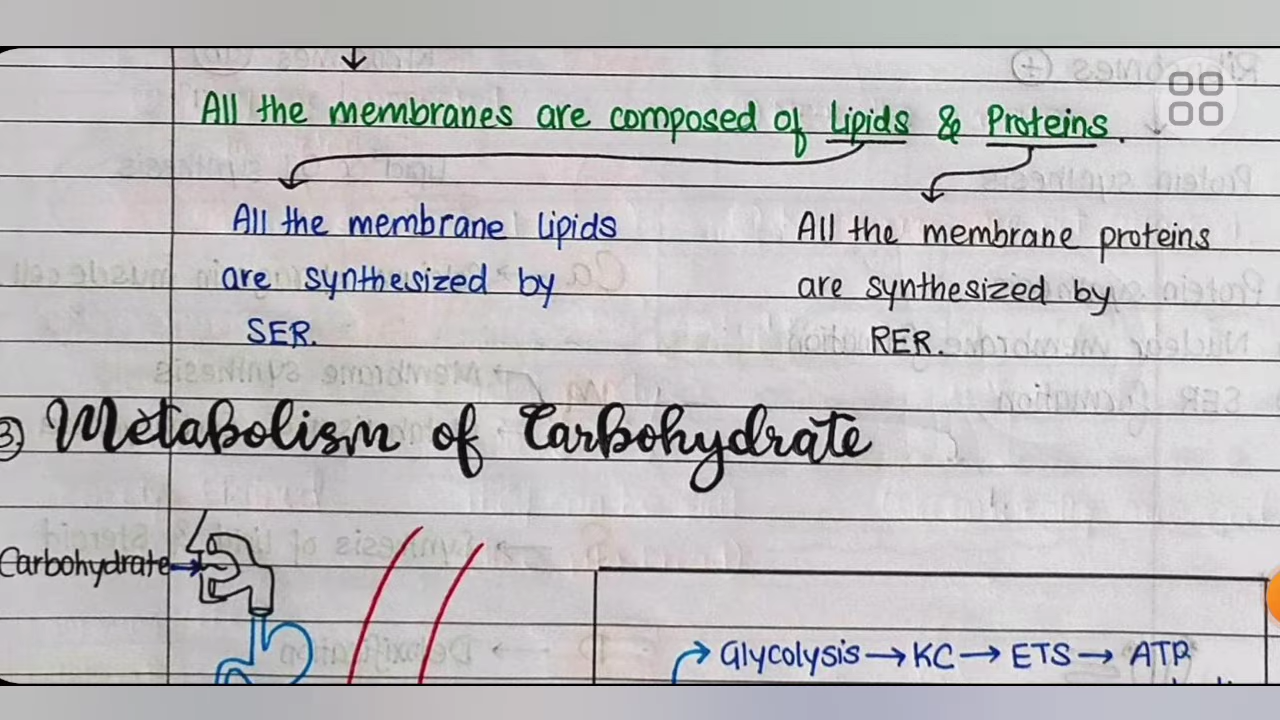 All the membranes are composed of Lipids & Proteins.
All the membrane lipids
are synthesized by
SER.
All the membrane proteins
are synthesized by
RER.
3) Metabolism of Carbohydrate
Carbohydrate
Glycolysis → KC → ETS → ATP